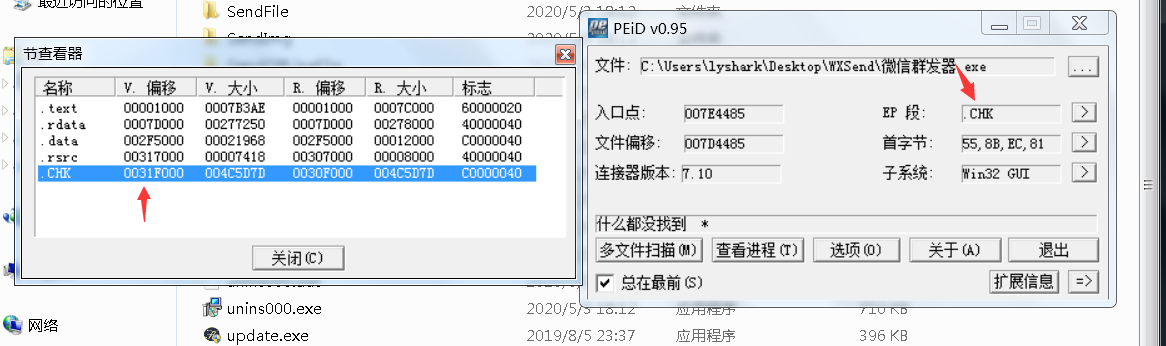 最近访问的位置
SendFile 2020/5/3 18:12 文件夹
节查看器
名称 V. 偏移 V. 大小 R. 偏移 R. 大小 标志
.text 00001000 0007B3AE 00001000 0007C000 60000020
.rdata 0007D000 00277250 0007D000 00278000 40000040
.data 002F5000 00021968 002F5000 00012000 C0000040
.rsrc 00317000 00007418 00307000 00008000 40000040
.CHK 0031F000 004C5D7D 0030F000 004C5D7D C0000040
关闭(C)
PEiD v0.95
文件: C:\Users\lyshark\Desktop\WXSend\微信群发器.exe ...
入口点: 007E4485 EP 段: .CHK >
文件偏移: 007D4485 首字节: 55,8B,EC,81 >
连接器版本: 7.10 子系统: Win32 GUI >
什么都没找到 *
多文件扫描(M) 查看进程(T) 选项(O) 关于(A) 退出
总在最前(S) 扩展信息 =>
网络
unins000.exe 2020/5/3 18:12 应用程序 710 KB
update.exe 2019/8/5 23:37 应用程序 396 KB